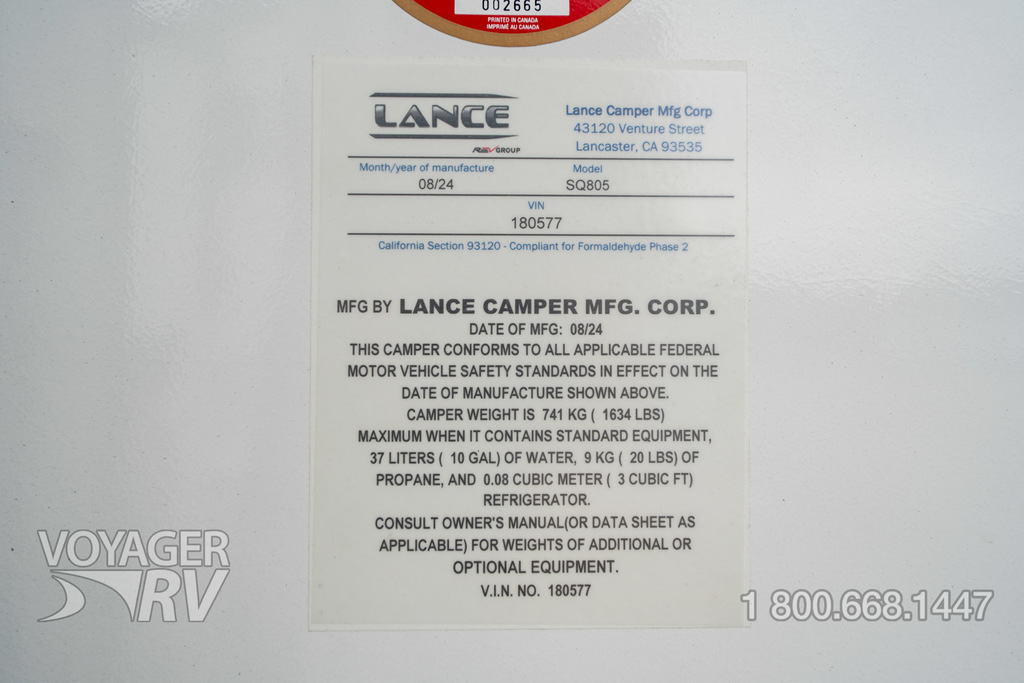 002665
PRINTED IN CANADA
IMPRIMÉ AU CANADA
LANCE
REV GROUP
Lance Camper Mfg Corp
43120 Venture Street
Lancaster, CA 93535
Month/year of manufacture
Model
08/24
SQ805
VIN
180577
California Section 93120 - Compliant for Formaldehyde Phase 2
MFG BY LANCE CAMPER MFG. CORP.
DATE OF MFG: 08/24
THIS CAMPER CONFORMS TO ALL APPLICABLE FEDERAL
MOTOR VEHICLE SAFETY STANDARDS IN EFFECT ON THE
DATE OF MANUFACTURE SHOWN ABOVE.
CAMPER WEIGHT IS 741 KG ( 1634 LBS)
MAXIMUM WHEN IT CONTAINS STANDARD EQUIPMENT,
37 LITERS ( 10 GAL) OF WATER, 9 KG ( 20 LBS) OF
PROPANE, AND 0.08 CUBIC METER ( 3 CUBIC FT)
REFRIGERATOR.
CONSULT OWNER'S MANUAL(OR DATA SHEET AS
APPLICABLE) FOR WEIGHTS OF ADDITIONAL OR
OPTIONAL EQUIPMENT.
V.I.N. NO. 180577
VOYAGER
RV
1 800.668.1447